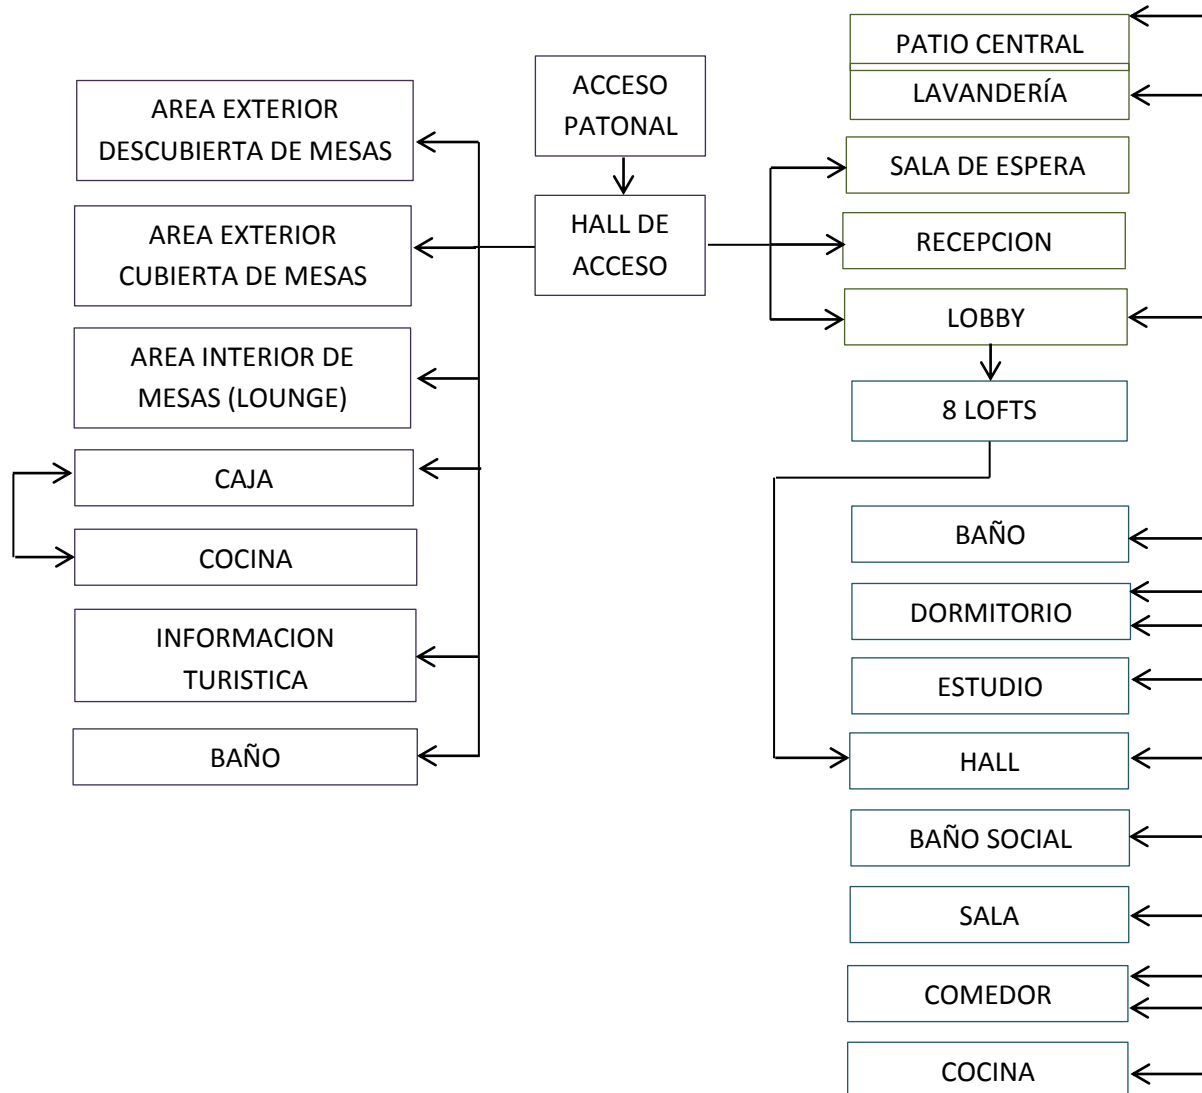 AREA EXTERIOR
DESCUBIERTA DE MESAS
AREA EXTERIOR
CUBIERTA DE MESAS
AREA INTERIOR DE
MESAS (LOUNGE)
CAJA
COCINA
INFORMACION
TURISTICA
BAÑO
ACCESO
PATONAL
HALL DE
ACCESO
PATIO CENTRAL
LAVANDERÍA
SALA DE ESPERA
RECEPCION
LOBBY
8 LOFTS
BAÑO
DORMITORIO
ESTUDIO
HALL
BAÑO SOCIAL
SALA
COMEDOR
COCINA